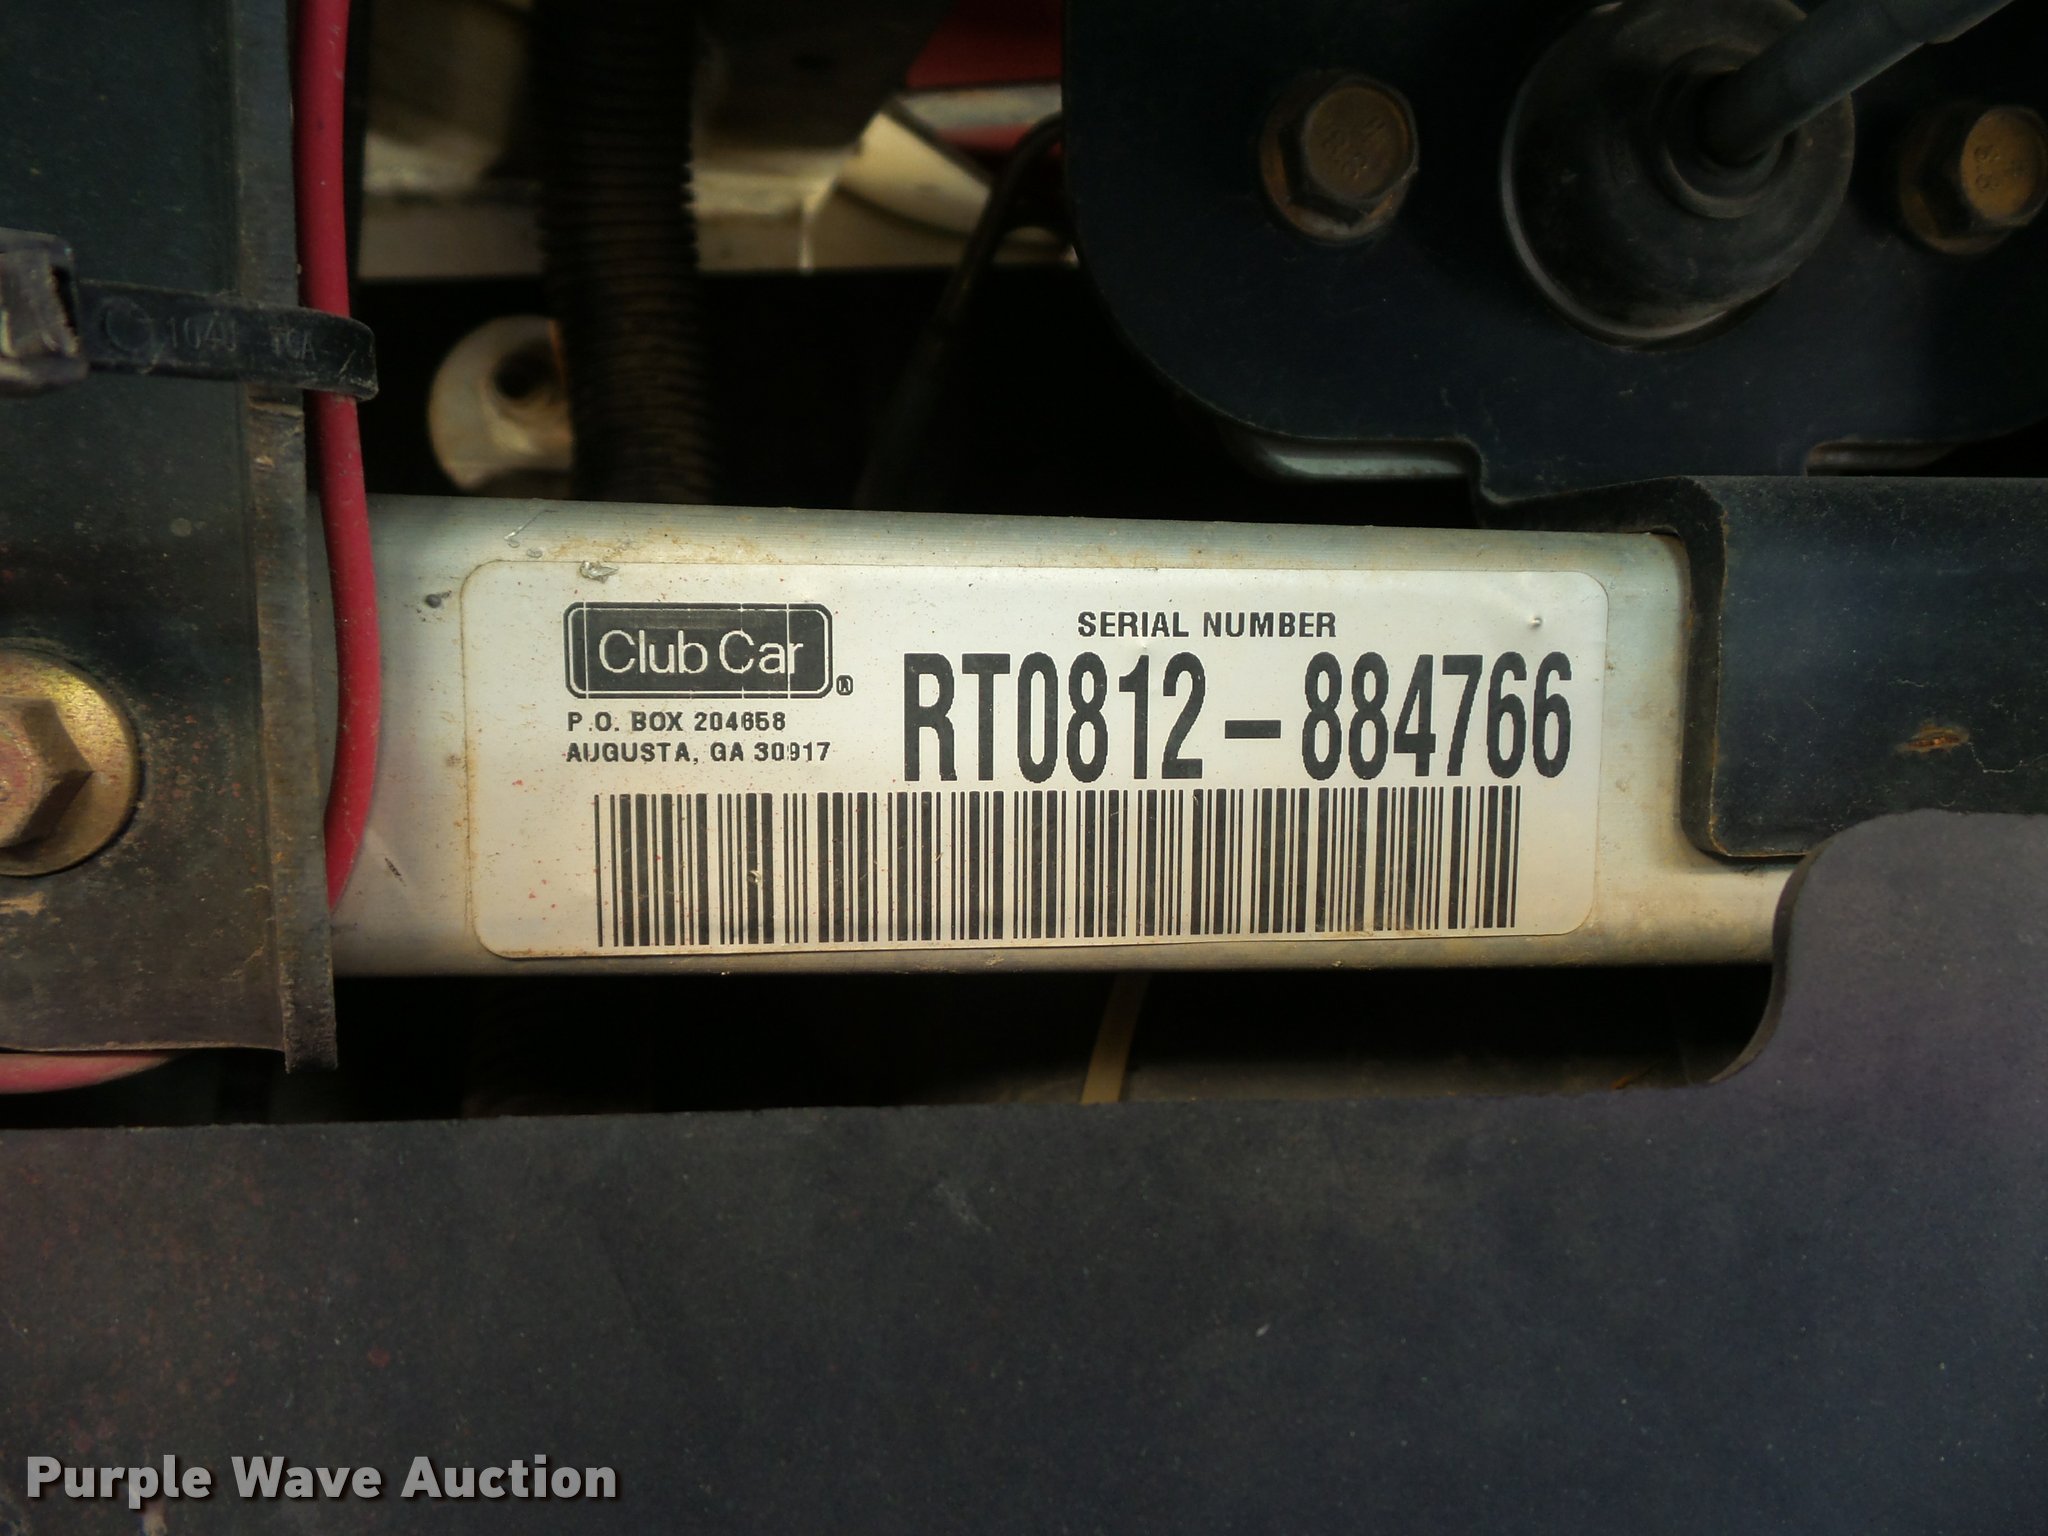 Club Car®
P.O. BOX 204658
AUGUSTA, GA 30917
SERIAL NUMBER
RT0812-884766
Purple Wave Auction